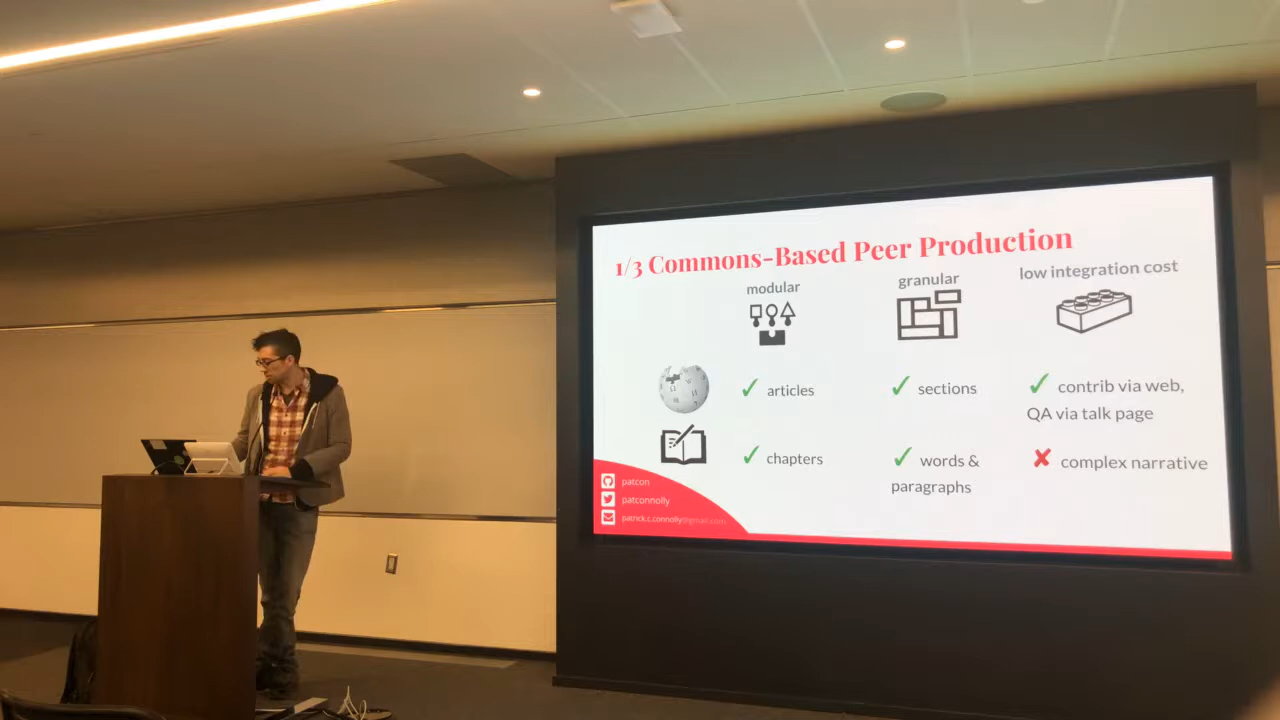 1/3 Commons-Based Peer Production
modular
granular
low integration cost
✓ articles
✓ sections
✓ contrib via web,
QA via talk page
✓ chapters
✓ words &
paragraphs
✘ complex narrative
patcon
patconnolly
patrick.c.connolly@gmail.com